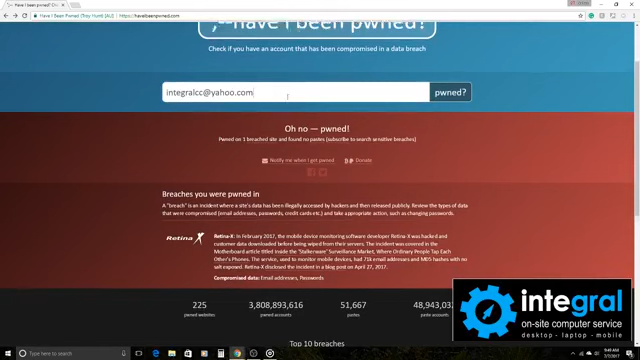 Have I been pwned? (Troy Hunt [AU])
https://haveibeenpwned.com
';--have i been pwned?
Check if you have an account that has been compromised in a data breach
integralcc@yahoo.com
pwned?
Oh no — pwned!
Pwned on 1 breached site and found no pastes (subscribe to search sensitive breaches)
Notify me when I get pwned
Donate
Breaches you were pwned in
A "breach" is an incident where a site's data has been illegally accessed by hackers and then released publicly. Review the types of data
that were compromised (email addresses, passwords, credit cards etc.) and take appropriate action, such as changing passwords.
Retina
Retina-X: In February 2017, the mobile device monitoring software developer Retina-X was hacked and
customer data downloaded before being wiped from their servers. The incident was covered in the
Motherboard article titled Inside the 'Stalkerware' Surveillance Market, Where Ordinary People Tap Each
Other's Phones. The service, used to monitor mobile devices, had 71k email addresses and MD5 hashes with no
salt exposed. Retina-X disclosed the incident in a blog post on April 27, 2017.
Compromised data: Email addresses, Passwords
225
pwned websites
3,808,893,616
pwned accounts
51,667
pastes
48,943,03
paste accounts
Top 10 breaches
integral
on-site computer service
desktop - laptop - mobile
Type here to search
9:49 AM
7/7/2017